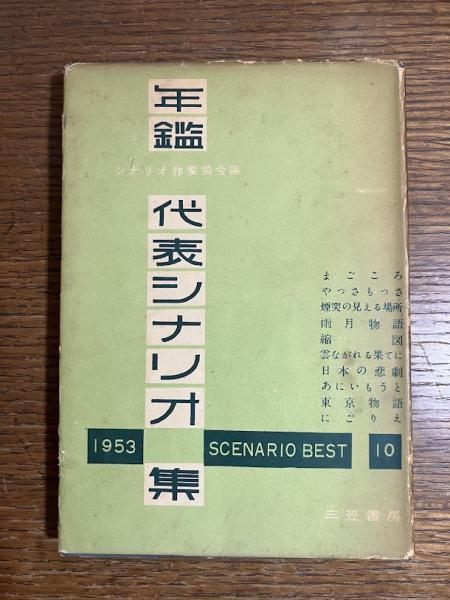 年鑑
代表シナリオ集
シナリオ作家協会編
まごころ
やっさもっさ
煙突の見える場所
雨月物語
縮図
雲ながれる果てに
日本の悲劇
あにいもうと
東京物語
にごりえ
1953
SCENARIO BEST
10
三笠書房